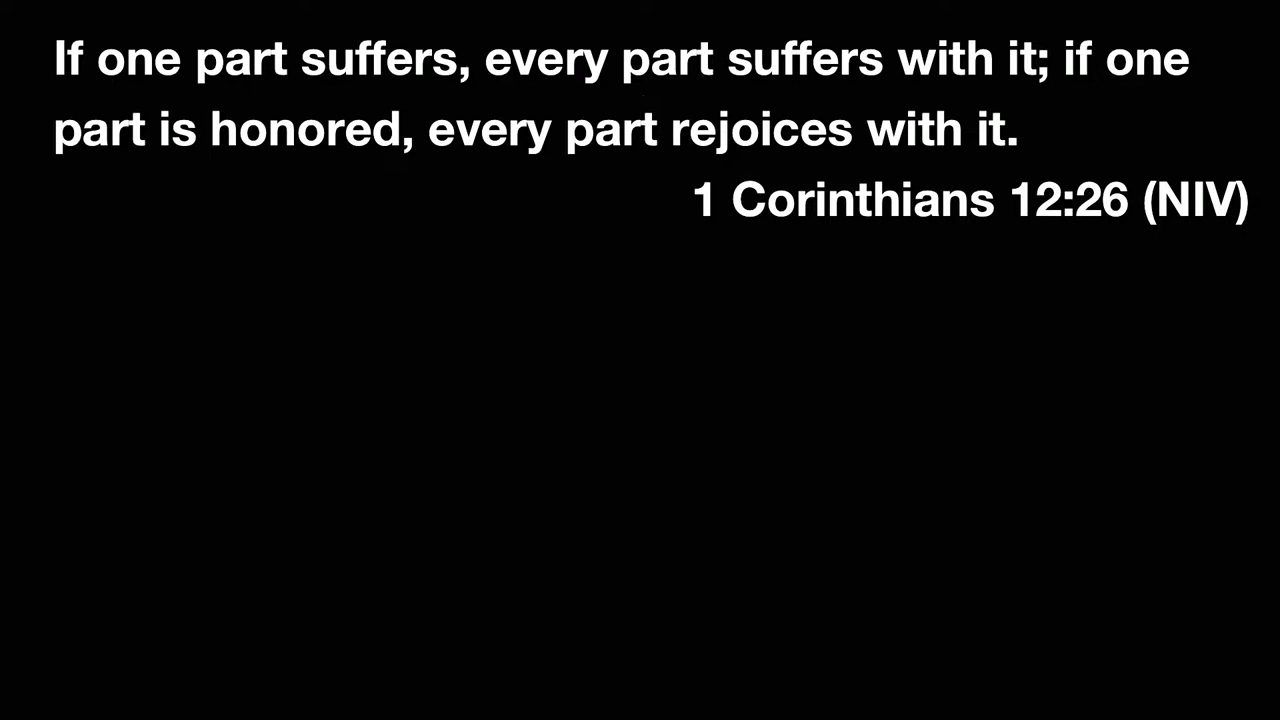 If one part suffers, every part suffers with it; if one
part is honored, every part rejoices with it.
1 Corinthians 12:26 (NIV)